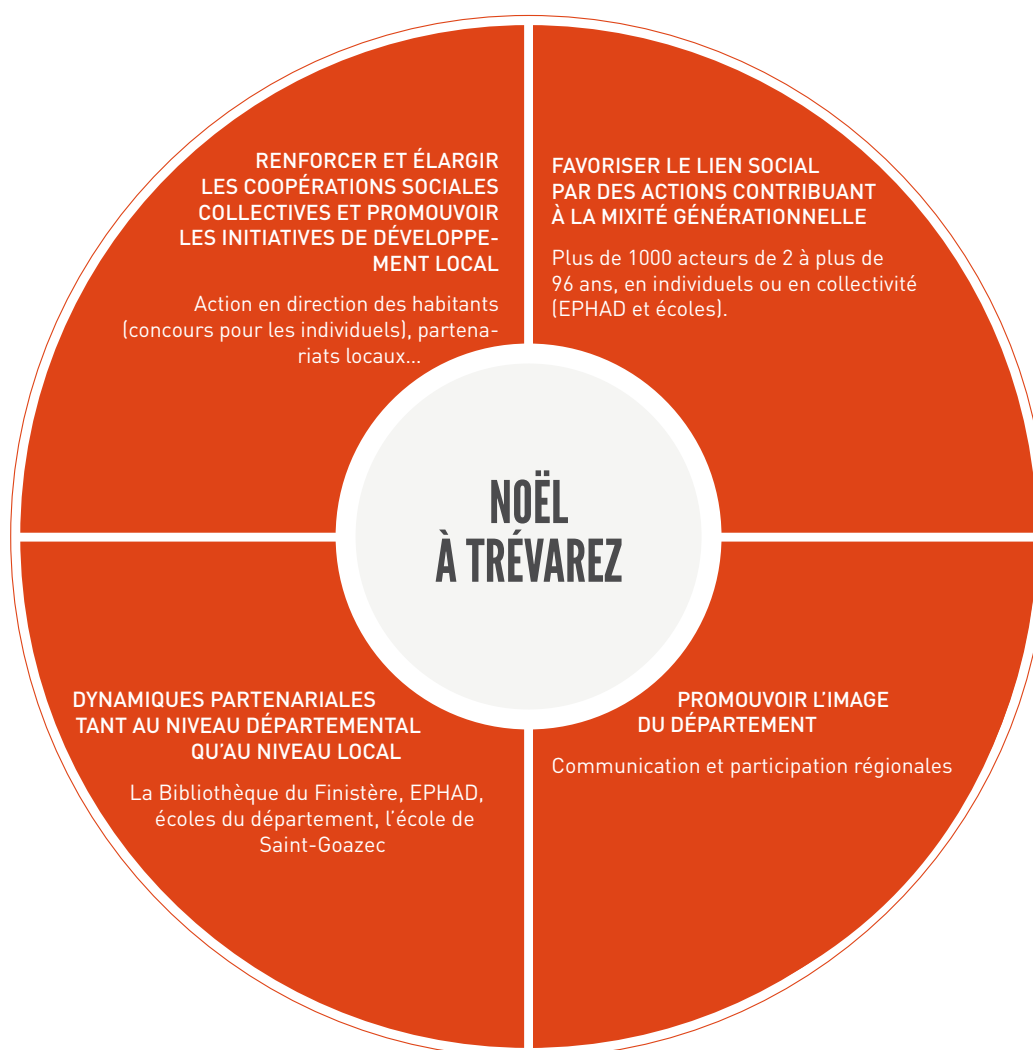 RENFORCER ET ÉLARGIR
LES COOPÉRATIONS SOCIALES
COLLECTIVES ET PROMOUVOIR
LES INITIATIVES DE DÉVELOPPE-
MENT LOCAL
Action en direction des habitants
(concours pour les individuels), partena-
riats locaux...
FAVORISER LE LIEN SOCIAL
PAR DES ACTIONS CONTRIBUANT
À LA MIXITÉ GÉNÉRATIONNELLE
Plus de 1000 acteurs de 2 à plus de
96 ans, en individuels ou en collectivité
(EPHAD et écoles).
NOËL
À TRÉVAREZ
DYNAMIQUES PARTENARIALES
TANT AU NIVEAU DÉPARTEMENTAL
QU’AU NIVEAU LOCAL
La Bibliothèque du Finistère, EPHAD,
écoles du département, l’école de
Saint-Goazec
PROMOUVOIR L’IMAGE
DU DÉPARTEMENT
Communication et participation régionales